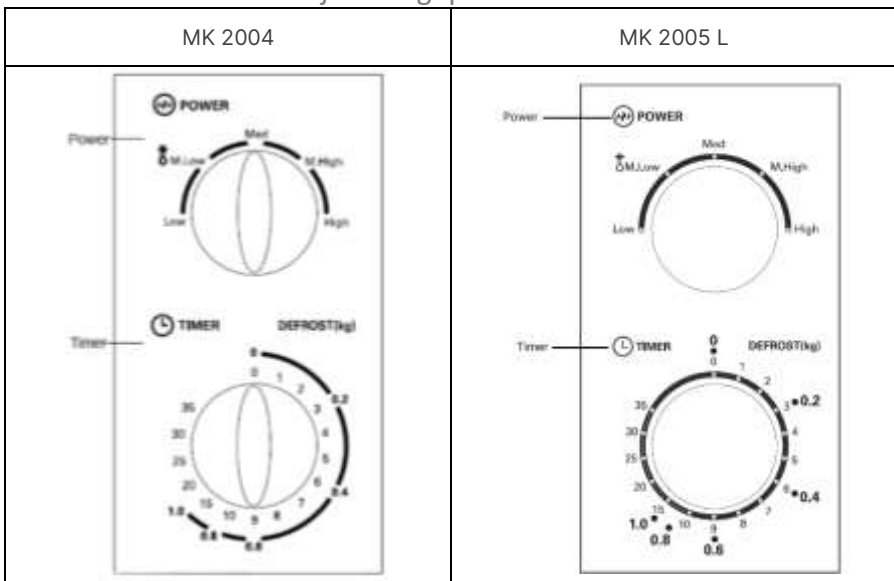 MK 2004
POWER
Power
Med
M.Low
M.High
Low
High
TIMER
DEFROST(kg)
Timer
0
0
1
2
0.2
3
4
5
6
0.4
7
8
9
0.6
10
0.8
15
1.0
20
25
30
35
MK 2005 L
Power
POWER
Med
M.Low
M.High
Low
High
Timer
TIMER
DEFROST(kg)
0
0
1
2
3
0.2
4
5
6
0.4
7
8
9
0.6
10
0.8
15
1.0
20
25
30
35